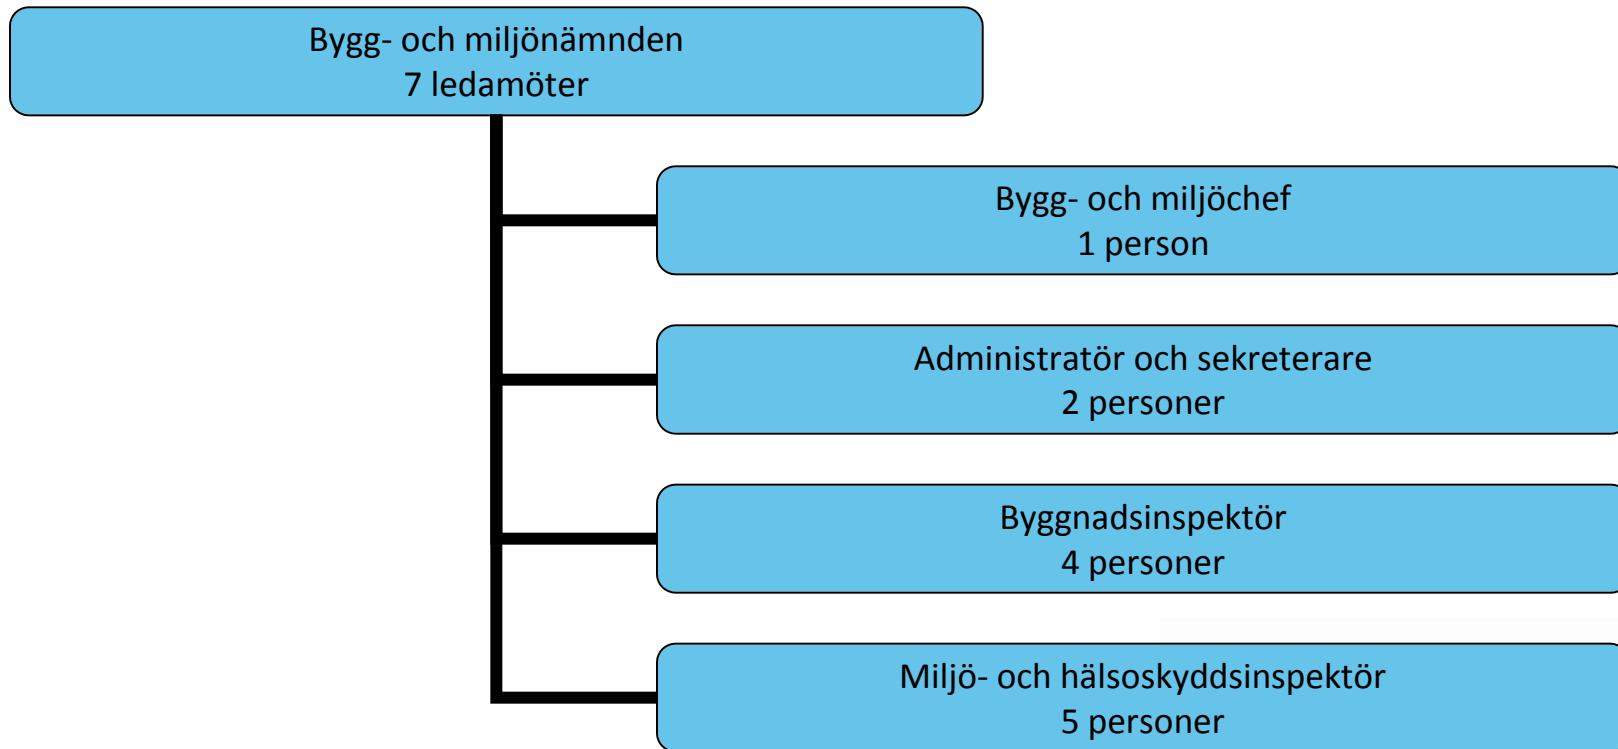 Bygg- och miljönämnden
7 ledamöter
Bygg- och miljöchef
1 person
Administratör och sekreterare
2 personer
Byggnadsinspektör
4 personer
Miljö- och hälsoskyddsinspektör
5 personer